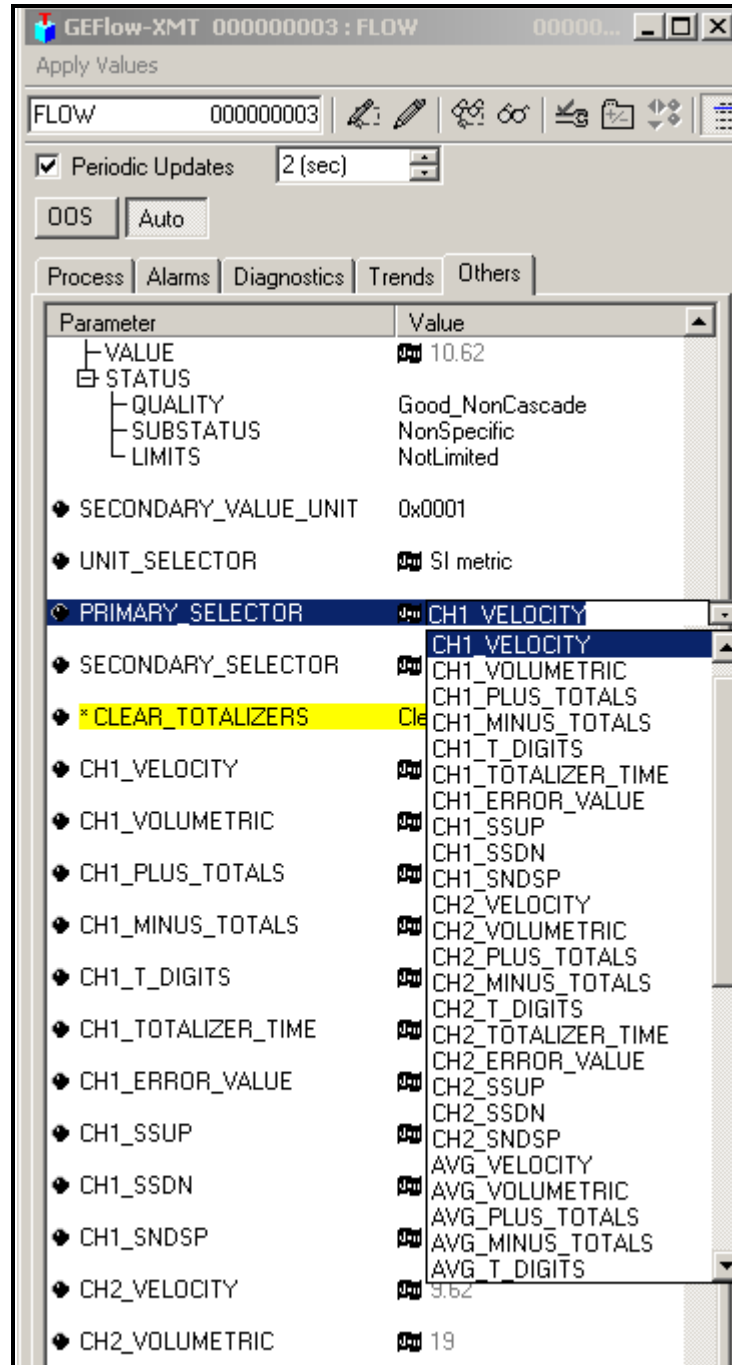 GEFlow-XMT 000000003 : FLOW 00000...
Apply Values
FLOW 000000003
Periodic Updates 2 (sec)
OOS Auto
Process Alarms Diagnostics Trends Others
Parameter Value
VALUE 10.62
STATUS
QUALITY Good_NonCascade
SUBSTATUS NonSpecific
LIMITS NotLimited
SECONDARY_VALUE_UNIT 0x0001
UNIT_SELECTOR SI metric
PRIMARY_SELECTOR CH1_VELOCITY
CH1_VELOCITY
SECONDARY_SELECTOR
CH1_VOLUMETRIC
CH1_PLUS_TOTALS
* CLEAR_TOTALIZERS Cle
CH1_MINUS_TOTALS
CH1_T_DIGITS
CH1_VELOCITY
CH1_TOTALIZER_TIME
CH1_ERROR_VALUE
CH1_VOLUMETRIC
CH1_SSUP
CH1_SSDN
CH1_PLUS_TOTALS
CH1_SNDSP
CH2_VELOCITY
CH1_MINUS_TOTALS
CH2_VOLUMETRIC
CH2_PLUS_TOTALS
CH1_T_DIGITS
CH2_MINUS_TOTALS
CH2_T_DIGITS
CH1_TOTALIZER_TIME
CH2_TOTALIZER_TIME
CH2_ERROR_VALUE
CH1_ERROR_VALUE
CH2_SSUP
CH2_SSDN
CH1_SSUP
CH2_SNDSP
AVG_VELOCITY
CH1_SSDN
AVG_VOLUMETRIC
AVG_PLUS_TOTALS
CH1_SNDSP
AVG_MINUS_TOTALS
AVG_T_DIGITS
CH2_VELOCITY 9.62
CH2_VOLUMETRIC 19